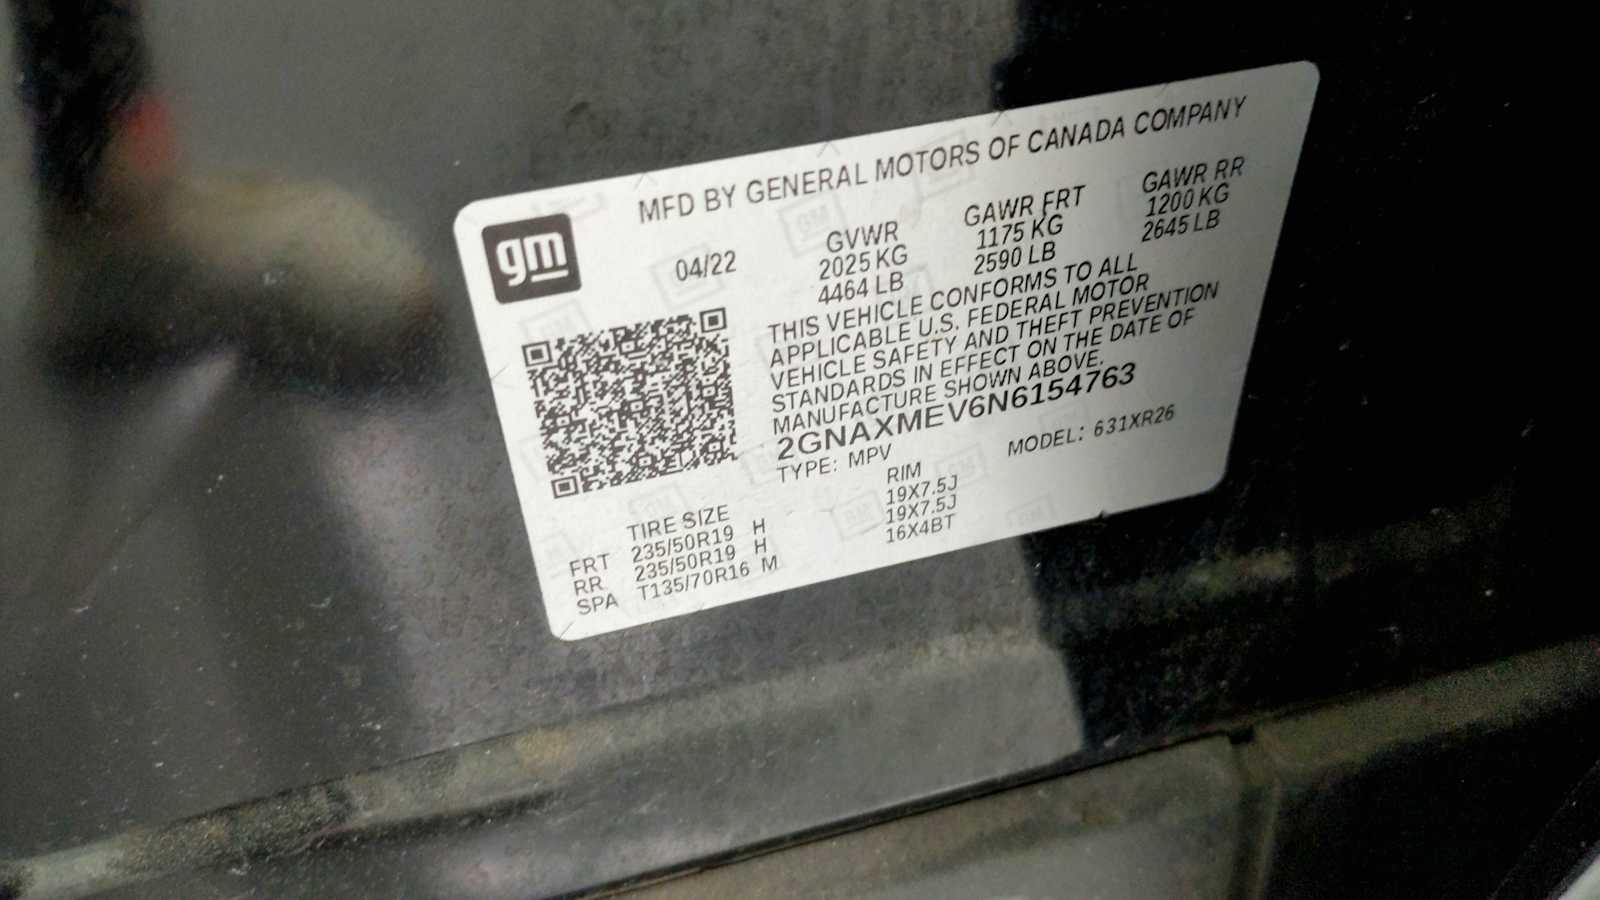 MFD BY GENERAL MOTORS OF CANADA COMPANY
gm
04/22
GVWR GAWR FRT GAWR RR
2025 KG 1175 KG 1200 KG
4464 LB 2590 LB 2645 LB
THIS VEHICLE CONFORMS TO ALL
APPLICABLE U.S. FEDERAL MOTOR
VEHICLE SAFETY AND THEFT PREVENTION
STANDARDS IN EFFECT ON THE DATE OF
MANUFACTURE SHOWN ABOVE.
2GNAXMEV6N6154763
TYPE: MPV MODEL: 631XR26
TIRE SIZE RIM
FRT 235/50R19 H 19X7.5J
RR 235/50R19 H 19X7.5J
SPA T135/70R16 M 16X4BT